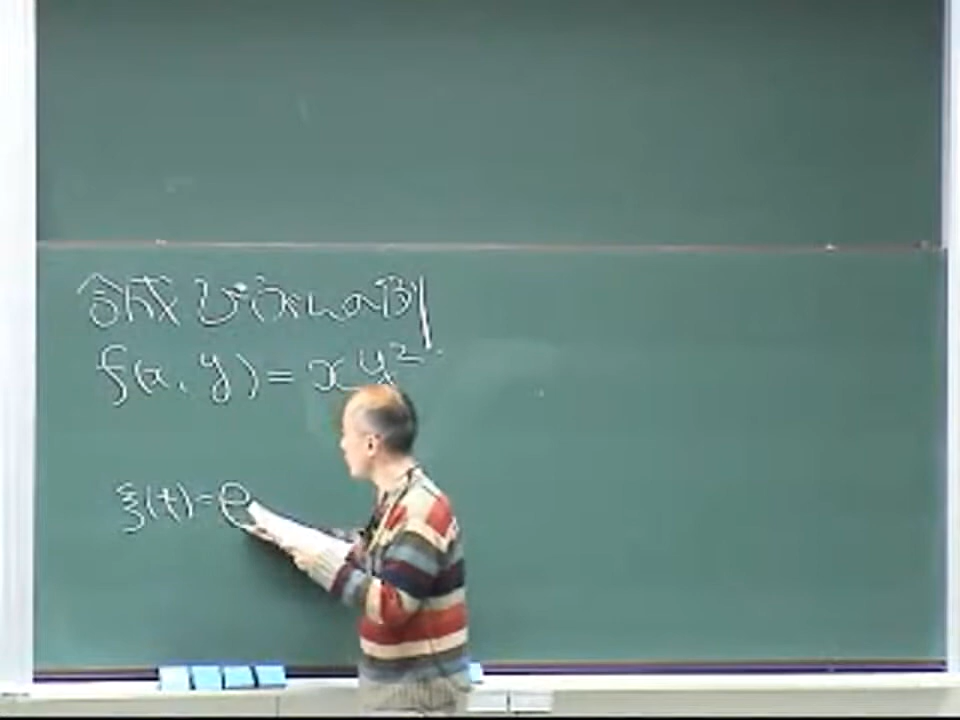 合成びぶんの例
f(x, y) = xy².
ξ(t) = e